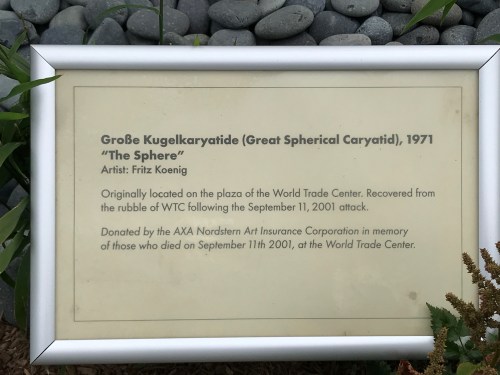 Große Kugelkaryatide (Great Spherical Caryatid), 1971
“The Sphere”
Artist: Fritz Koenig
Originally located on the plaza of the World Trade Center. Recovered from
the rubble of WTC following the September 11, 2001 attack.
Donated by the AXA Nordstern Art Insurance Corporation in memory
of those who died on September 11th 2001, at the World Trade Center.